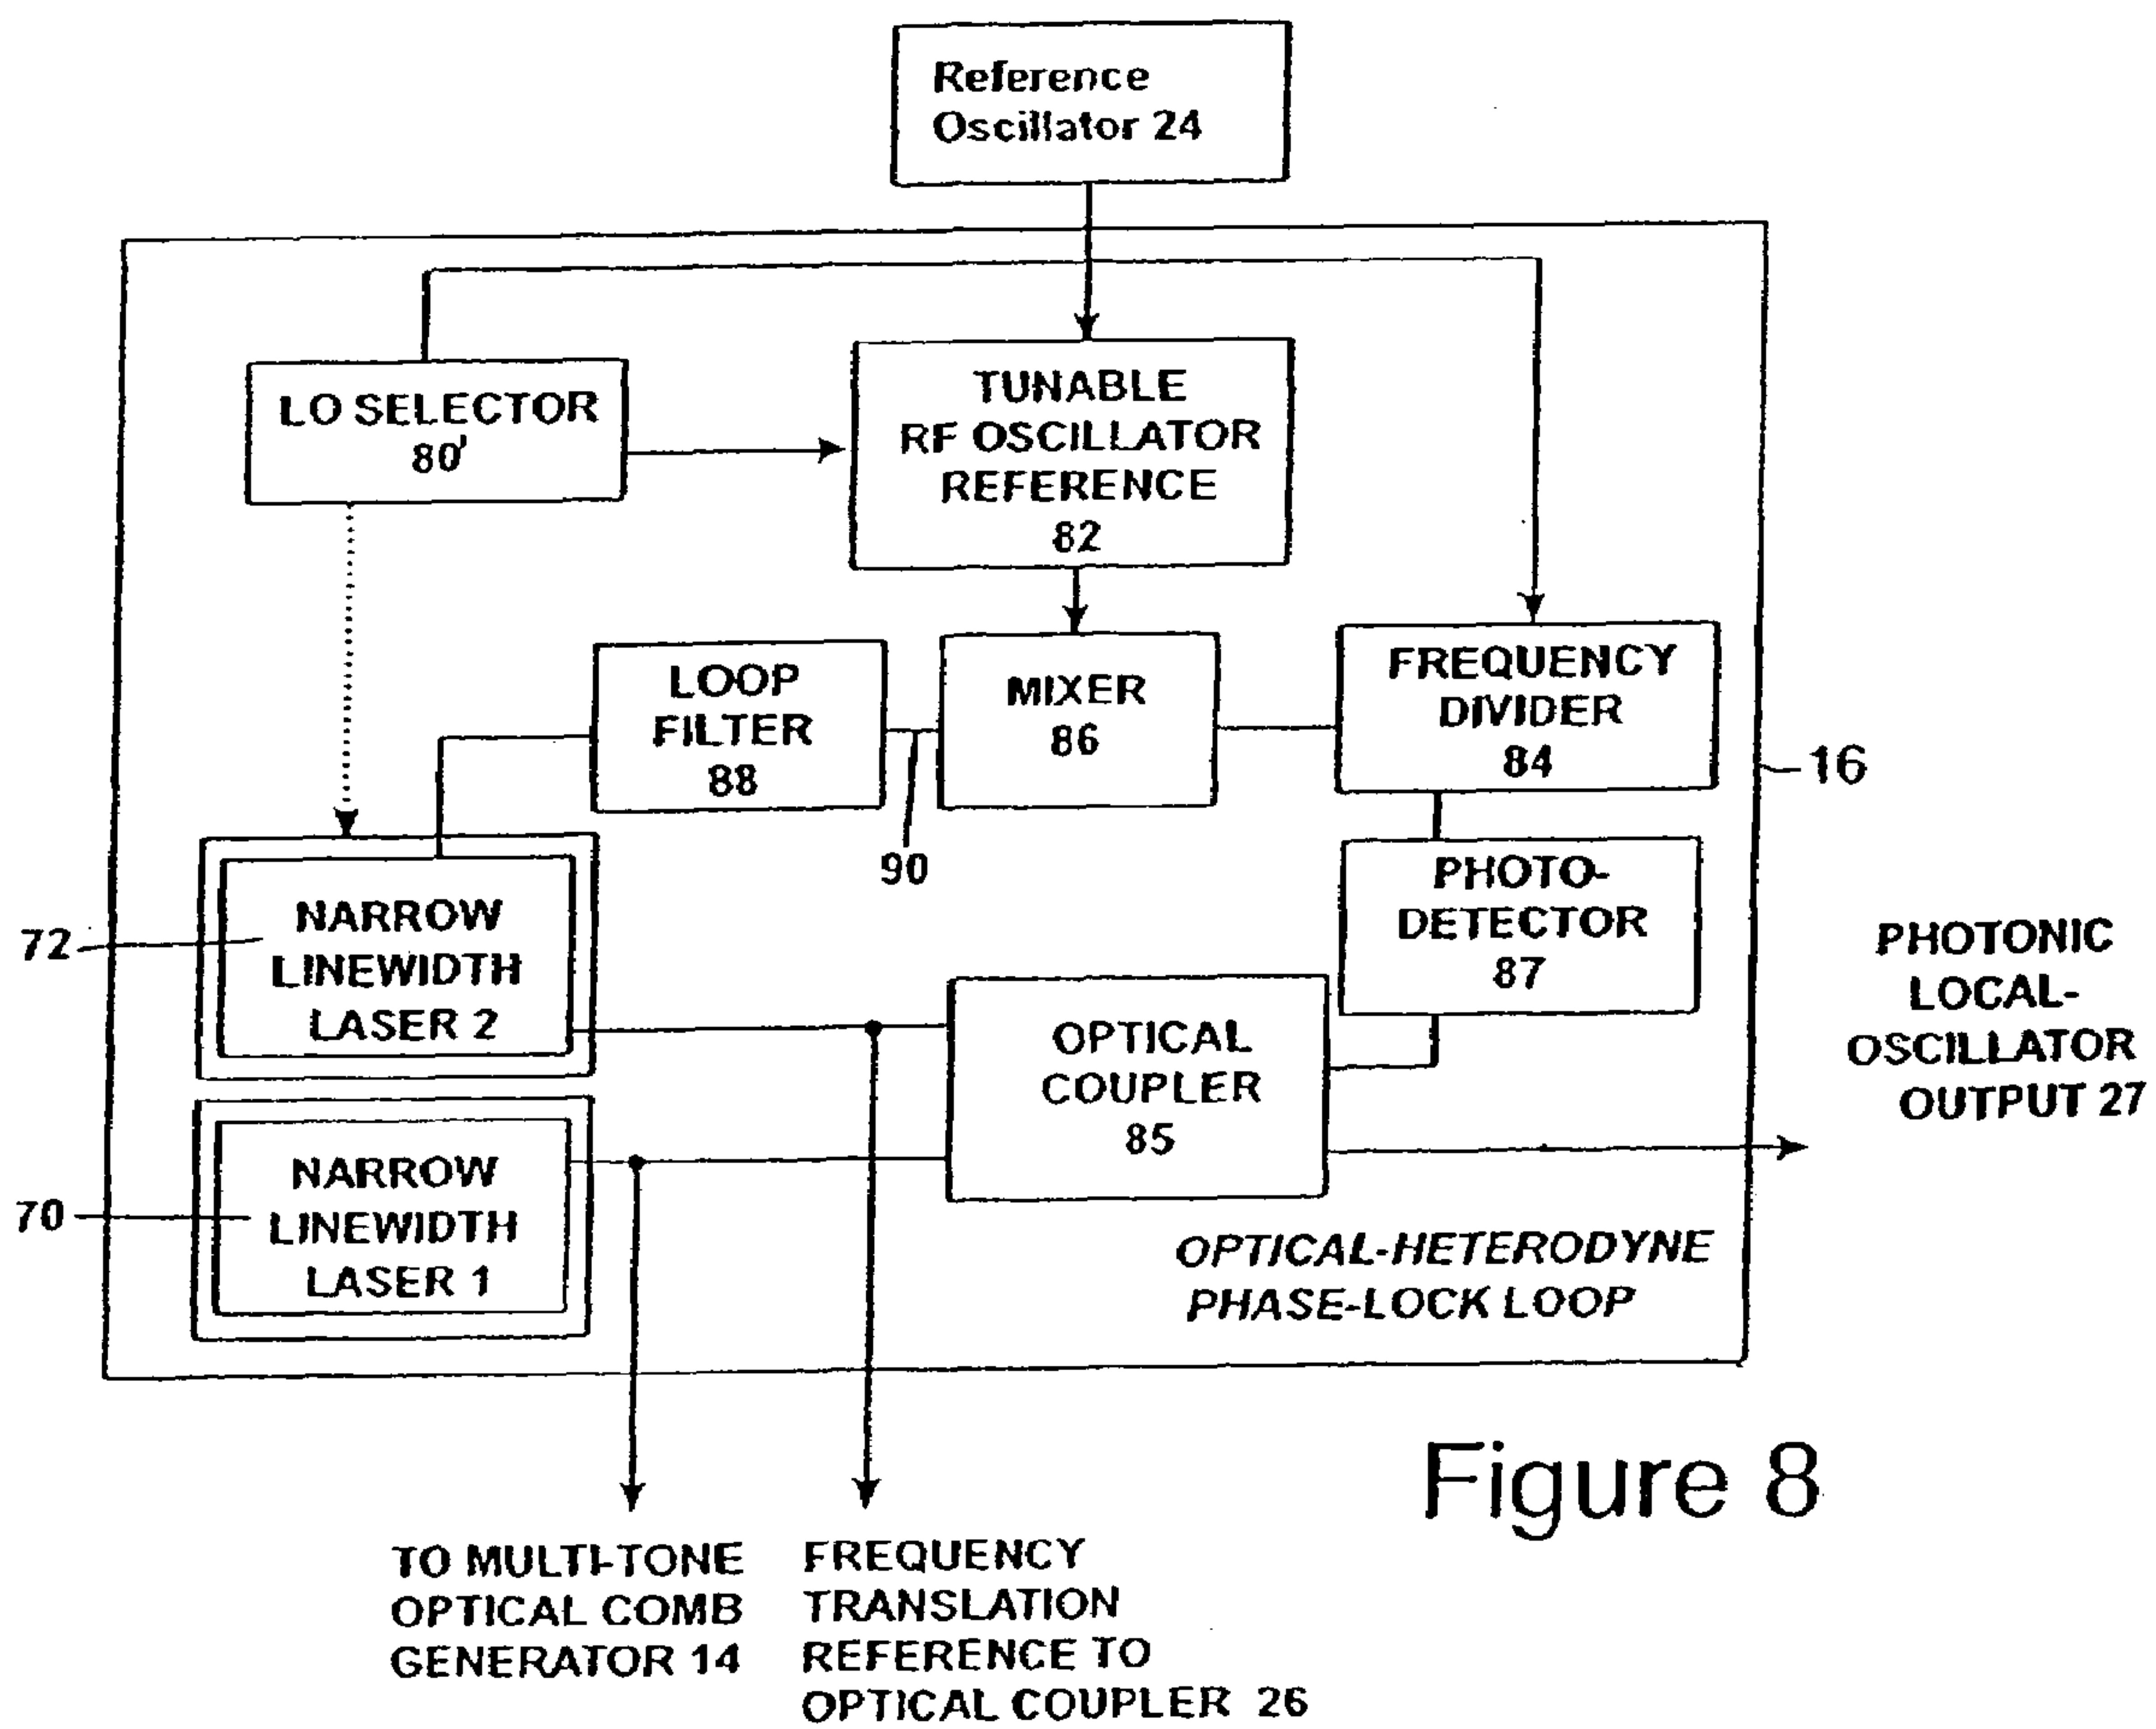 Reference
Oscillator 24
LO SELECTOR
80'
TUNABLE
RF OSCILLATOR
REFERENCE
82
LOOP
FILTER
88
MIXER
86
FREQUENCY
DIVIDER
84
16
90
PHOTO-
DETECTOR
87
72
NARROW
LINEWIDTH
LASER 2
OPTICAL
COUPLER
85
PHOTONIC
LOCAL-
OSCILLATOR
OUTPUT 27
70
NARROW
LINEWIDTH
LASER 1
OPTICAL-HETERODYNE
PHASE-LOCK LOOP
TO MULTI-TONE
OPTICAL COMB
GENERATOR 14
FREQUENCY
TRANSLATION
REFERENCE TO
OPTICAL COUPLER 26
Figure 8